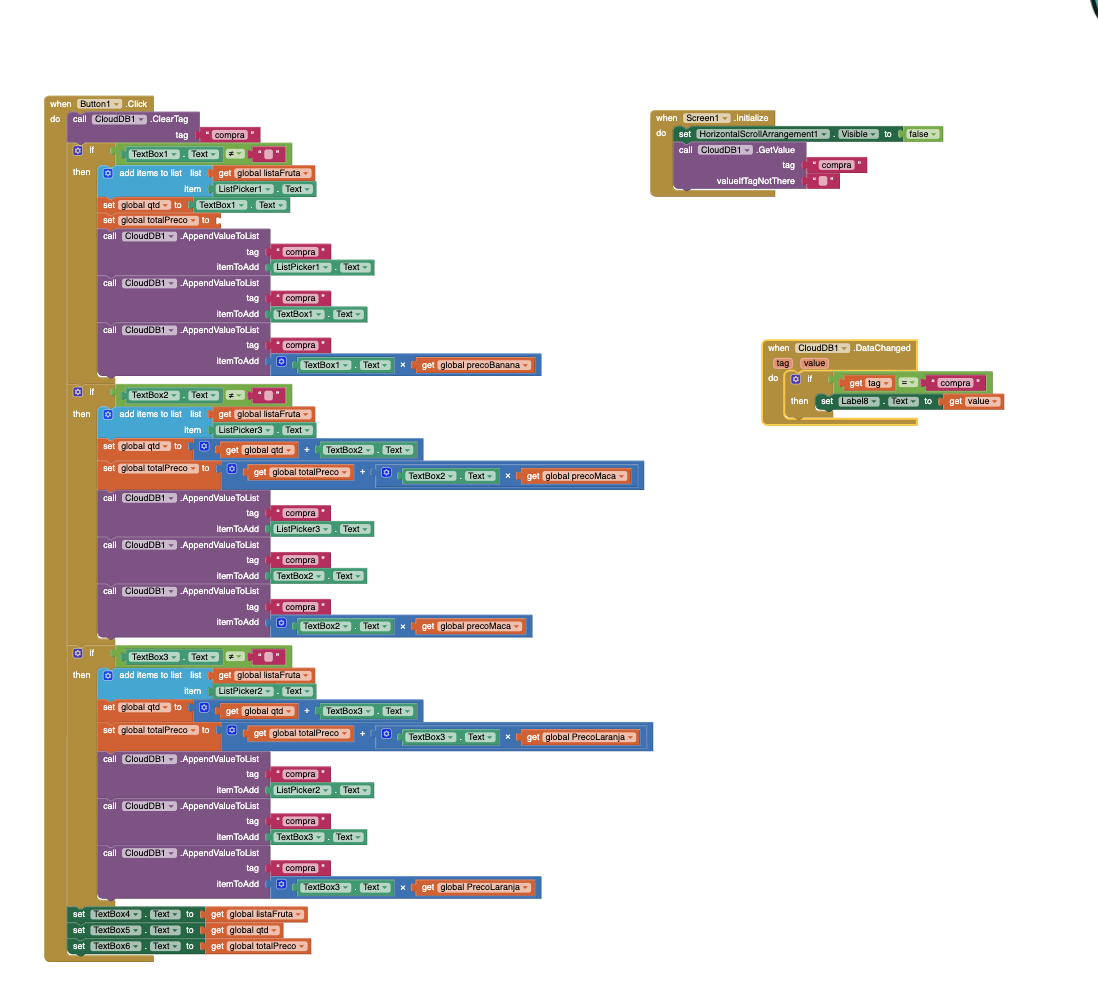 when Button1 .Click
do call CloudDB1 .ClearTag
tag " compra "
if TextBox1 . Text ≠ " "
then add items to list list get global listaFruta
item ListPicker1 . Text
set global qtd to TextBox1 . Text
set global totalPreco to
call CloudDB1 .AppendValueToList
tag " compra "
itemToAdd ListPicker1 . Text
call CloudDB1 .AppendValueToList
tag " compra "
itemToAdd TextBox1 . Text
call CloudDB1 .AppendValueToList
tag " compra "
itemToAdd TextBox1 . Text × get global precoBanana
if TextBox2 . Text ≠ " "
then add items to list list get global listaFruta
item ListPicker3 . Text
set global qtd to get global qtd + TextBox2 . Text
set global totalPreco to get global totalPreco + TextBox2 . Text × get global precoMaca
call CloudDB1 .AppendValueToList
tag " compra "
itemToAdd ListPicker3 . Text
call CloudDB1 .AppendValueToList
tag " compra "
itemToAdd TextBox2 . Text
call CloudDB1 .AppendValueToList
tag " compra "
itemToAdd TextBox2 . Text × get global precoMaca
if TextBox3 . Text ≠ " "
then add items to list list get global listaFruta
item ListPicker2 . Text
set global qtd to get global qtd + TextBox3 . Text
set global totalPreco to get global totalPreco + TextBox3 . Text × get global PrecoLaranja
call CloudDB1 .AppendValueToList
tag " compra "
itemToAdd ListPicker2 . Text
call CloudDB1 .AppendValueToList
tag " compra "
itemToAdd TextBox3 . Text
call CloudDB1 .AppendValueToList
tag " compra "
itemToAdd TextBox3 . Text × get global PrecoLaranja
set TextBox4 . Text to get global listaFruta
set TextBox5 . Text to get global qtd
set TextBox6 . Text to get global totalPreco
when Screen1 .Initialize
do set HorizontalScrollArrangement1 . Visible to false
call CloudDB1 .GetValue
tag " compra "
valueIfTagNotThere " "
when CloudDB1 .DataChanged
tag value
do if get tag = " compra "
then set Label8 . Text to get value